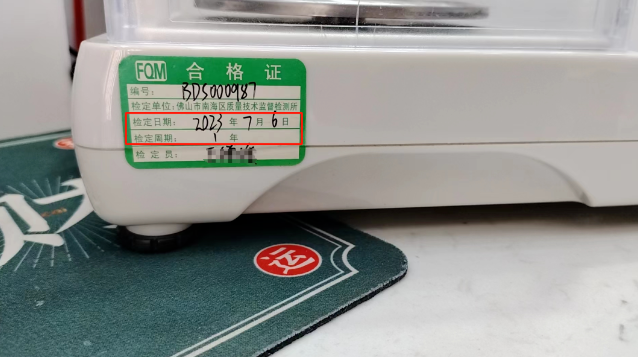 FQM 合格证
编号: BDS000987
检定单位:佛山市南海区质量技术监督检测所
检定日期: 2023 年 7 月 6 日
检定周期: 1 年
检定员:
运